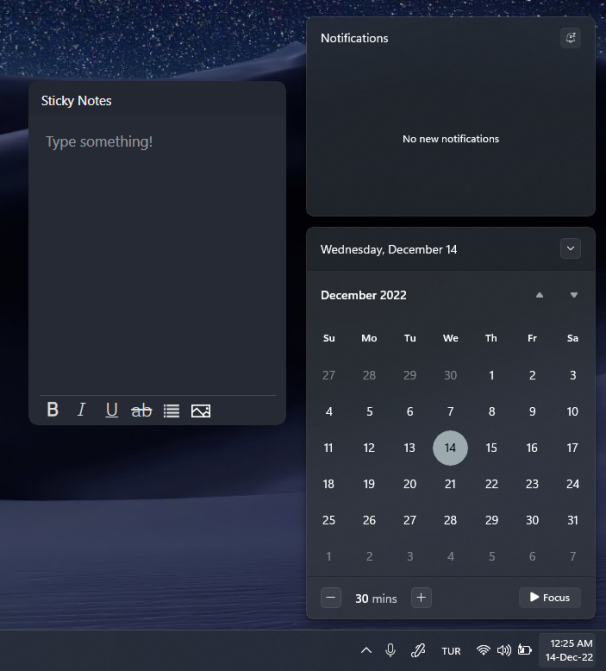 Notifications
No new notifications
Sticky Notes
Type something!
B I U ab
Wednesday, December 14
December 2022
Su Mo Tu We Th Fr Sa
27 28 29 30 1 2 3
4 5 6 7 8 9 10
11 12 13 14 15 16 17
18 19 20 21 22 23 24
25 26 27 28 29 30 31
1 2 3 4 5 6 7
30 mins
Focus
TUR
12:25 AM
14-Dec-22